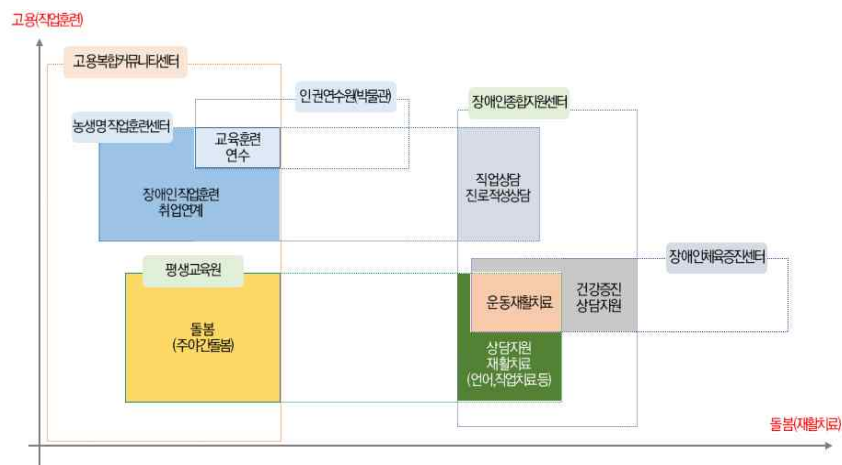 고용(직업훈련)
고용복합커뮤니타센터
인권연수원(박물관)
장애인종합지원센터
농생명직업훈련센터
교육훈련
연수
장애인직업훈련
취업연계
직업상담
진로적성상담
장애인체육증진센터
평생교육원
돌봄
(주야간돌봄)
운동재활치료
건강증진
상담지원
상담지원
재활치료
(언어,직업치료 등)
돌봄(재활치료)